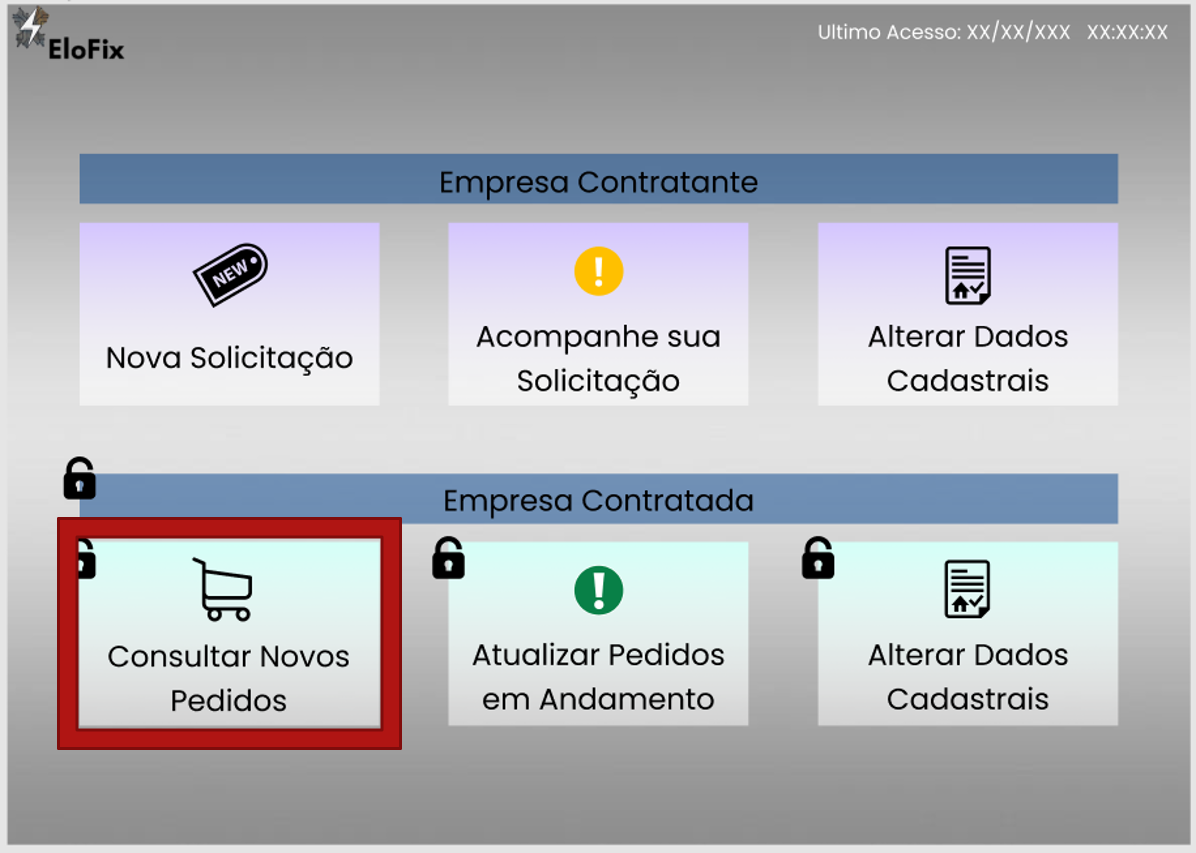 EloFix
Ultimo Acesso: XX/XX/XXX XX:XX:XX
Empresa Contratante
NEW
Nova Solicitação
Acompanhe sua
Solicitação
Alterar Dados
Cadastrais
Empresa Contratada
Consultar Novos
Pedidos
Atualizar Pedidos
em Andamento
Alterar Dados
Cadastrais